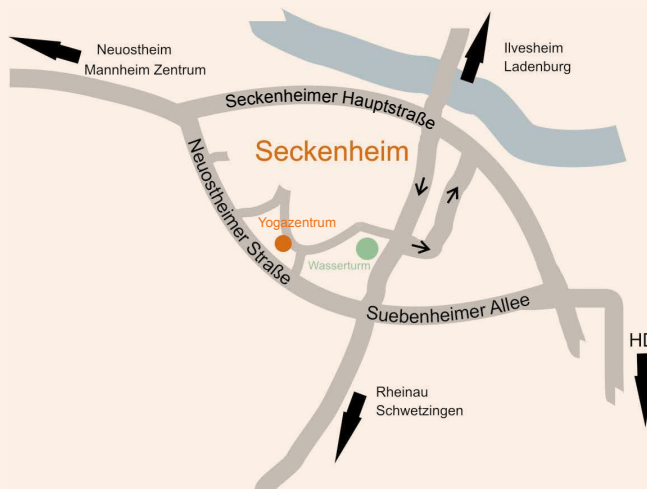 Neuostheim
Mannheim Zentrum
Ilvesheim
Ladenburg
Seckenheimer Hauptstraße
Seckenheim
Neuostheimer Straße
Yogazentrum
Wasserturm
Suebenheimer Allee
HD
Rheinau
Schwetzingen